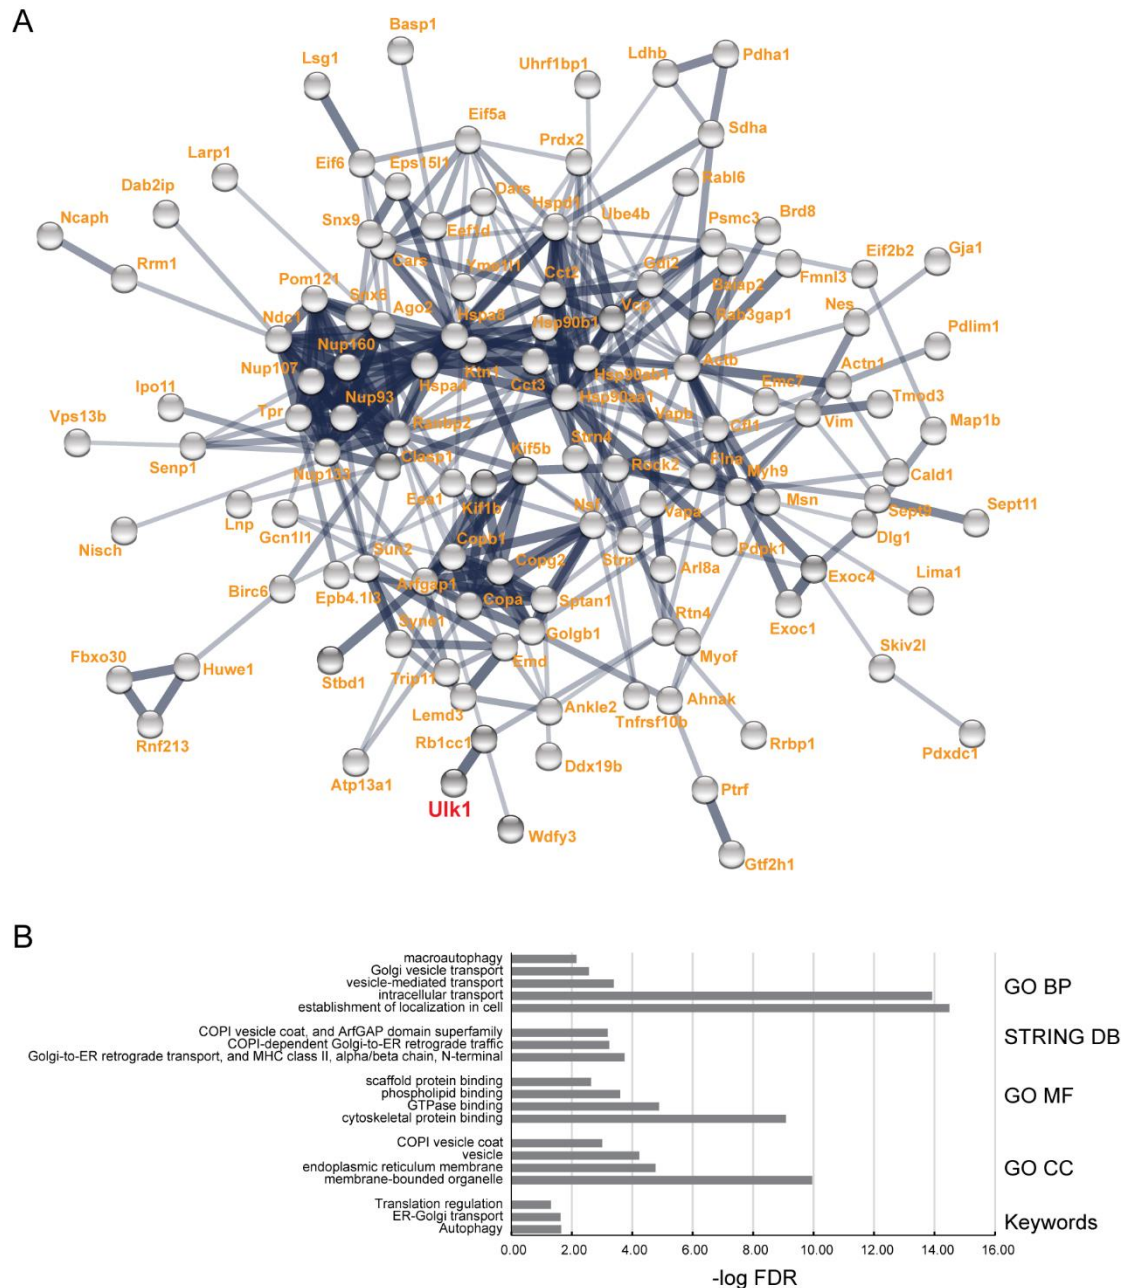 A
Basp1
Lsg1
Ldhb
Pdha1
Uhrf1bp1
Eif5a
Prdx2
Sdha
Larp1
Eif6
Eps15l1
Rabl6
Dab2ip
Dars
Hspd1
Ncaph
Snx9
Eef1d
Ube4b
Psmc3
Brd8
Rrm1
Cars
Yme1l1
Cct2
Gdi2
Eif2b2
Gja1
Pom121
Snx6
Ago2
Baiap2
Fmnl3
Ndc1
Hspa8
Hsp90b1
Vcp
Rab3gap1
Nes
Nup160
Pdlim1
Nup107
Ktn1
Hsp90ab1
Actb
Actn1
Ipo11
Nup93
Hspa4
Cct3
Hsp90aa1
Emc7
Tmod3
Vps13b
Tpr
Ranbp2
Vapb
Cfl1
Vim
Map1b
Senp1
Nup133
Clasp1
Kif5b
Strn4
Rock2
Flna
Myh9
Cald1
Eea1
Kif1b
Nsf
Vapa
Msn
Sept9
Sept11
Lnp
Nisch
Gcn1l1
Sun2
Copb1
Copg2
Strn
Pdpk1
Dlg1
Birc6
Epb4.1l3
Arfgap1
Copa
Sptan1
Arl8a
Exoc4
Lima1
Syne1
Golgb1
Rtn4
Exoc1
Fbxo30
Huwe1
Stbd1
Trip11
Emd
Myof
Skiv2l
Rnf213
Lemd3
Ankle2
Tnfrsf10b
Ahnak
Rb1cc1
Rrbp1
Pdxdc1
Atp13a1
Ddx19b
Ulk1
Ptrf
Wdfy3
Gtf2h1
B
macroautophagy
Golgi vesicle transport
vesicle-mediated transport
intracellular transport
establishment of localization in cell
GO BP
COPI vesicle coat, and ArfGAP domain superfamily
COPI-dependent Golgi-to-ER retrograde traffic
Golgi-to-ER retrograde transport, and MHC class II, alpha/beta chain, N-terminal
STRING DB
scaffold protein binding
phospholipid binding
GTPase binding
cytoskeletal protein binding
GO MF
COPI vesicle coat
vesicle
endoplasmic reticulum membrane
membrane-bounded organelle
GO CC
Translation regulation
ER-Golgi transport
Autophagy
Keywords
0.00 2.00 4.00 6.00 8.00 10.00 12.00 14.00 16.00
-log FDR